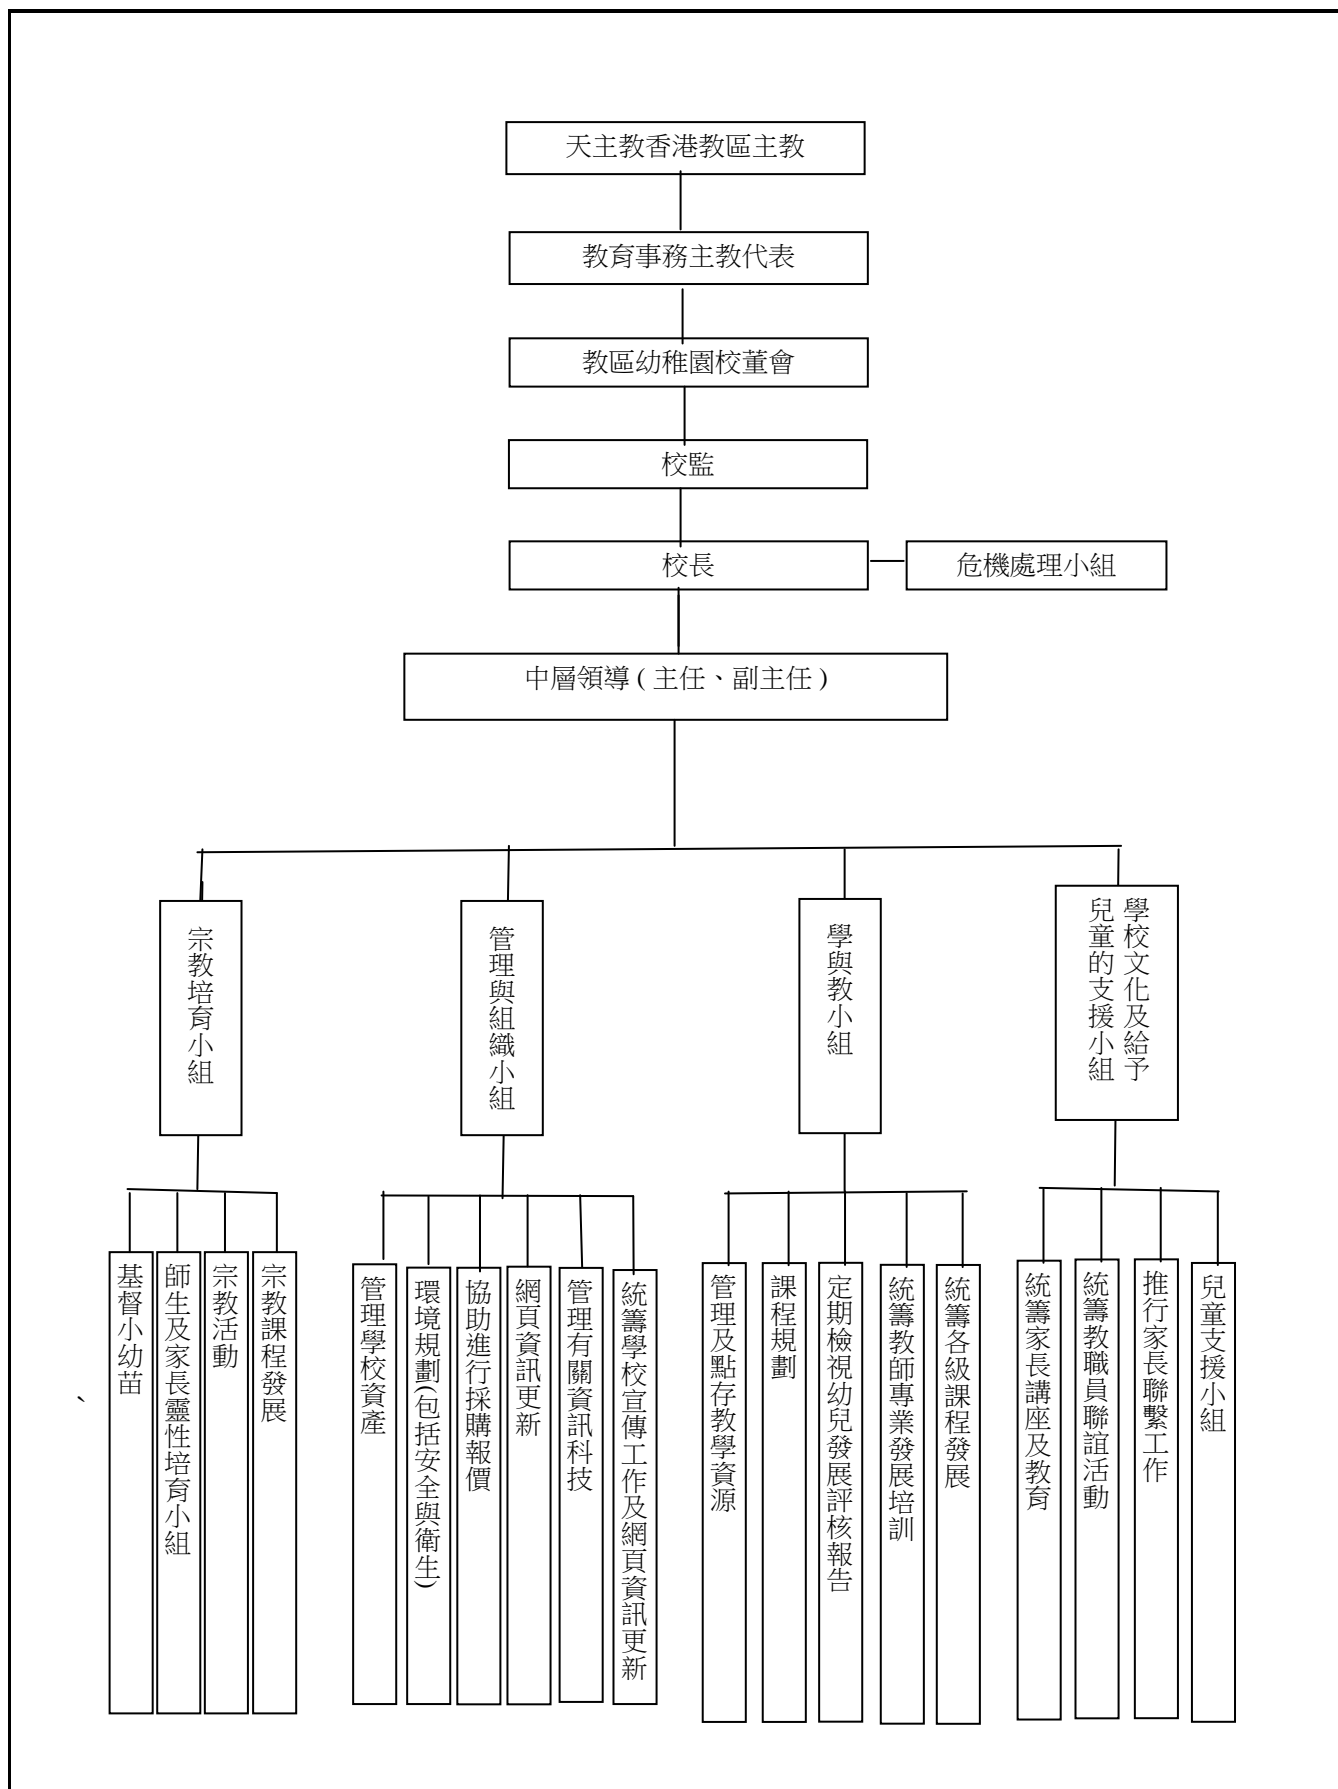 天主教香港教區主教
教育事務主教代表
教區幼稚園校董會
校監
校長
危機處理小組
中層領導 ( 主任、副主任 )
宗教培育小組
管理與組織小組
學與教小組
學校文化及給予
兒童的支援小組
基督小幼苗
師生及家長靈性培育小組
宗教活動
宗教課程發展
管理學校資產
環境規劃(包括安全與衛生)
協助進行採購報價
網頁資訊更新
管理有關資訊科技
統籌學校宣傳工作及網頁資訊更新
管理及點存教學資源
課程規劃
定期檢視幼兒發展評核報告
統籌教師專業發展培訓
統籌各級課程發展
統籌家長講座及教育
統籌教職員聯誼活動
推行家長聯繫工作
兒童支援小組
、